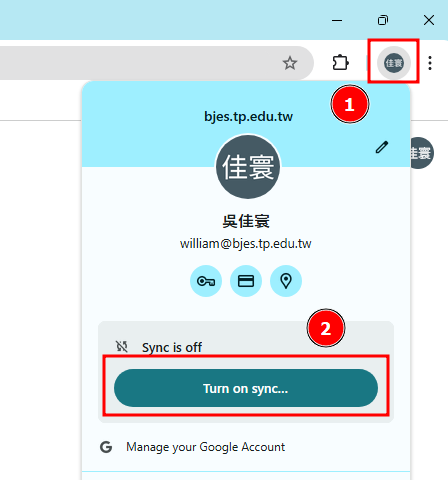 佳寰
1
bjes.tp.edu.tw
佳寰
佳寰
吳佳寰
william@bjes.tp.edu.tw
2
Sync is off
Turn on sync...
G Manage your Google Account